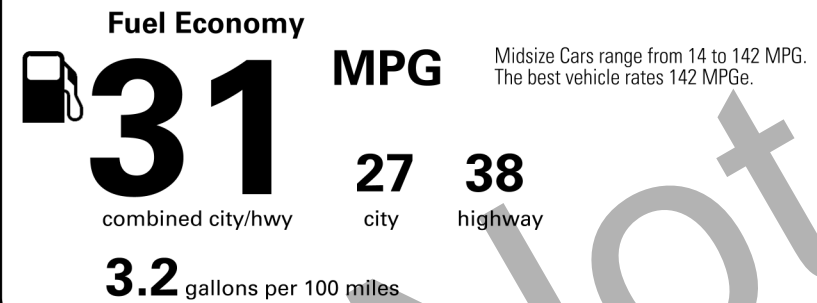 Fuel Economy
31
MPG
Midsize Cars range from 14 to 142 MPG.
The best vehicle rates 142 MPGe.
27 38
combined city/hwy city highway
3.2 gallons per 100 miles
Not